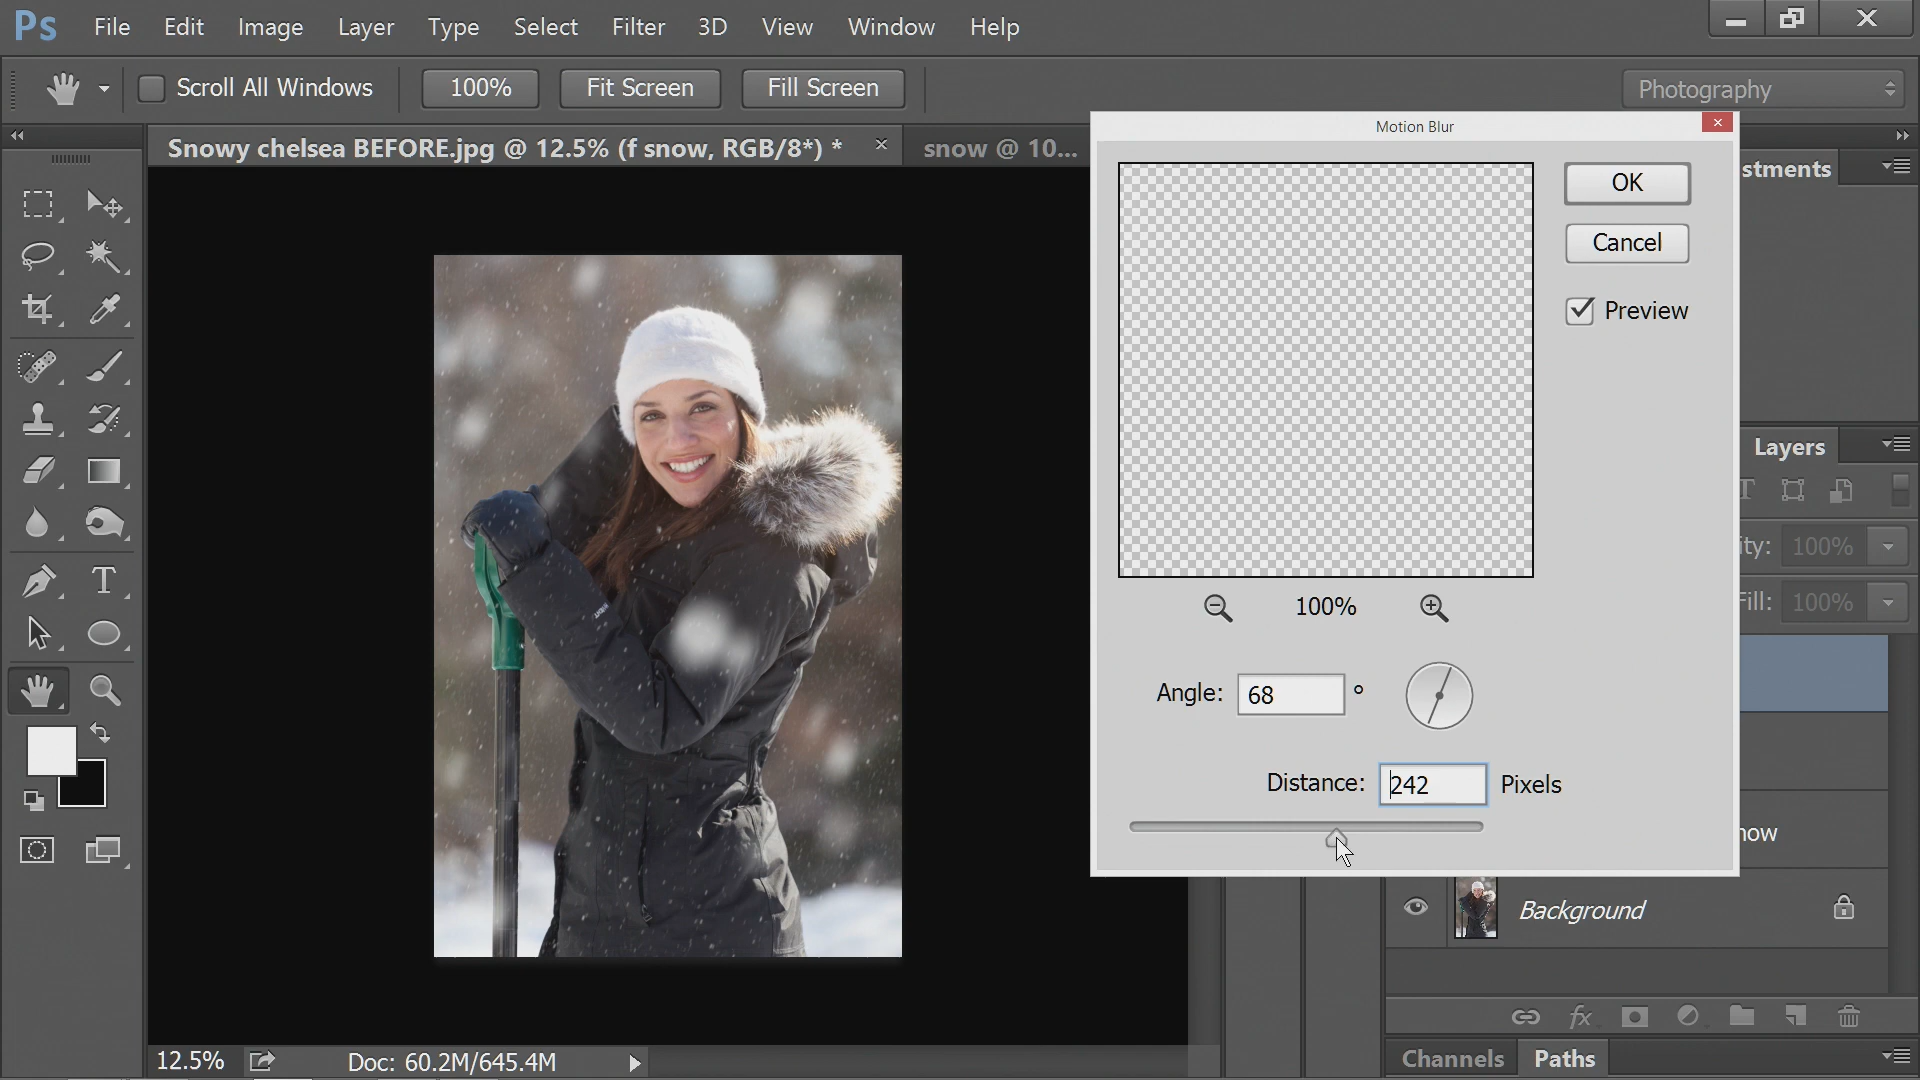 Ps File Edit Image Layer Type Select Filter 3D View Window Help
Scroll All Windows 100% Fit Screen Fill Screen Photography
Snowy chelsea BEFORE.jpg @ 12.5% (f snow, RGB/8*) * × snow @ 10...
Motion Blur
OK
Cancel
Preview
100%
Angle: 68 °
Distance: 242 Pixels
stments
Layers
ity: 100%
Fill: 100%
now
Background
fx
12.5% Doc: 60.2M/645.4M
Channels Paths